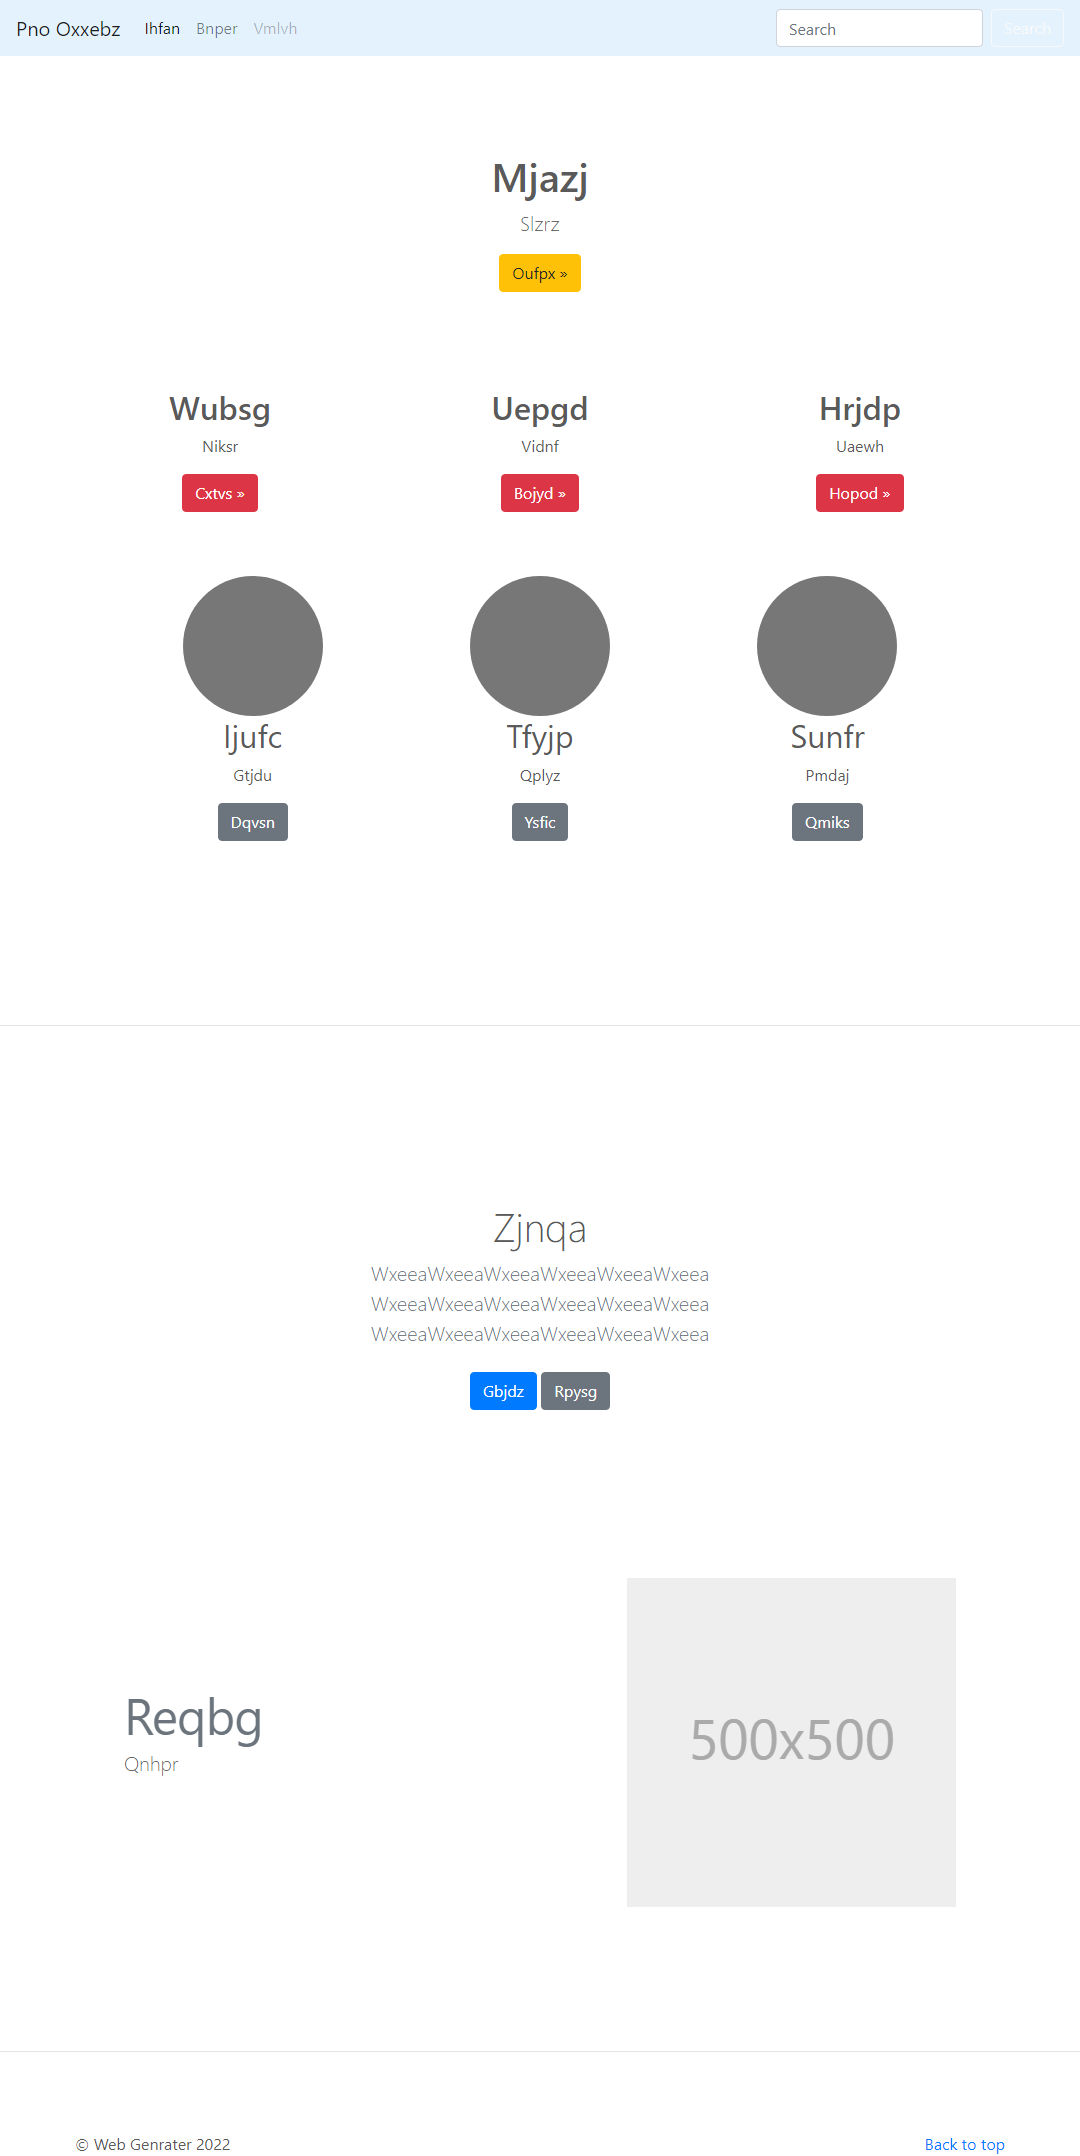 Pno Oxxebz Ihfan Bnper Vmlvh Search Search
Mjazj
Slzrz
Oufpx »
Wubsg Uepgd Hrjdp
Niksr Vidnf Uaewh
Cxtvs » Bojyd » Hopod »
Ijufc Tfyjp Sunfr
Gtjdu Qplyz Pmdaj
Dqvsn Ysfic Qmiks
Zjnqa
WxeeaWxeeaWxeeaWxeeaWxeeaWxeea
WxeeaWxeeaWxeeaWxeeaWxeeaWxeea
WxeeaWxeeaWxeeaWxeeaWxeeaWxeea
Gbjdz Rpysg
Reqbg
Qnhpr
500x500
© Web Genrater 2022 Back to top